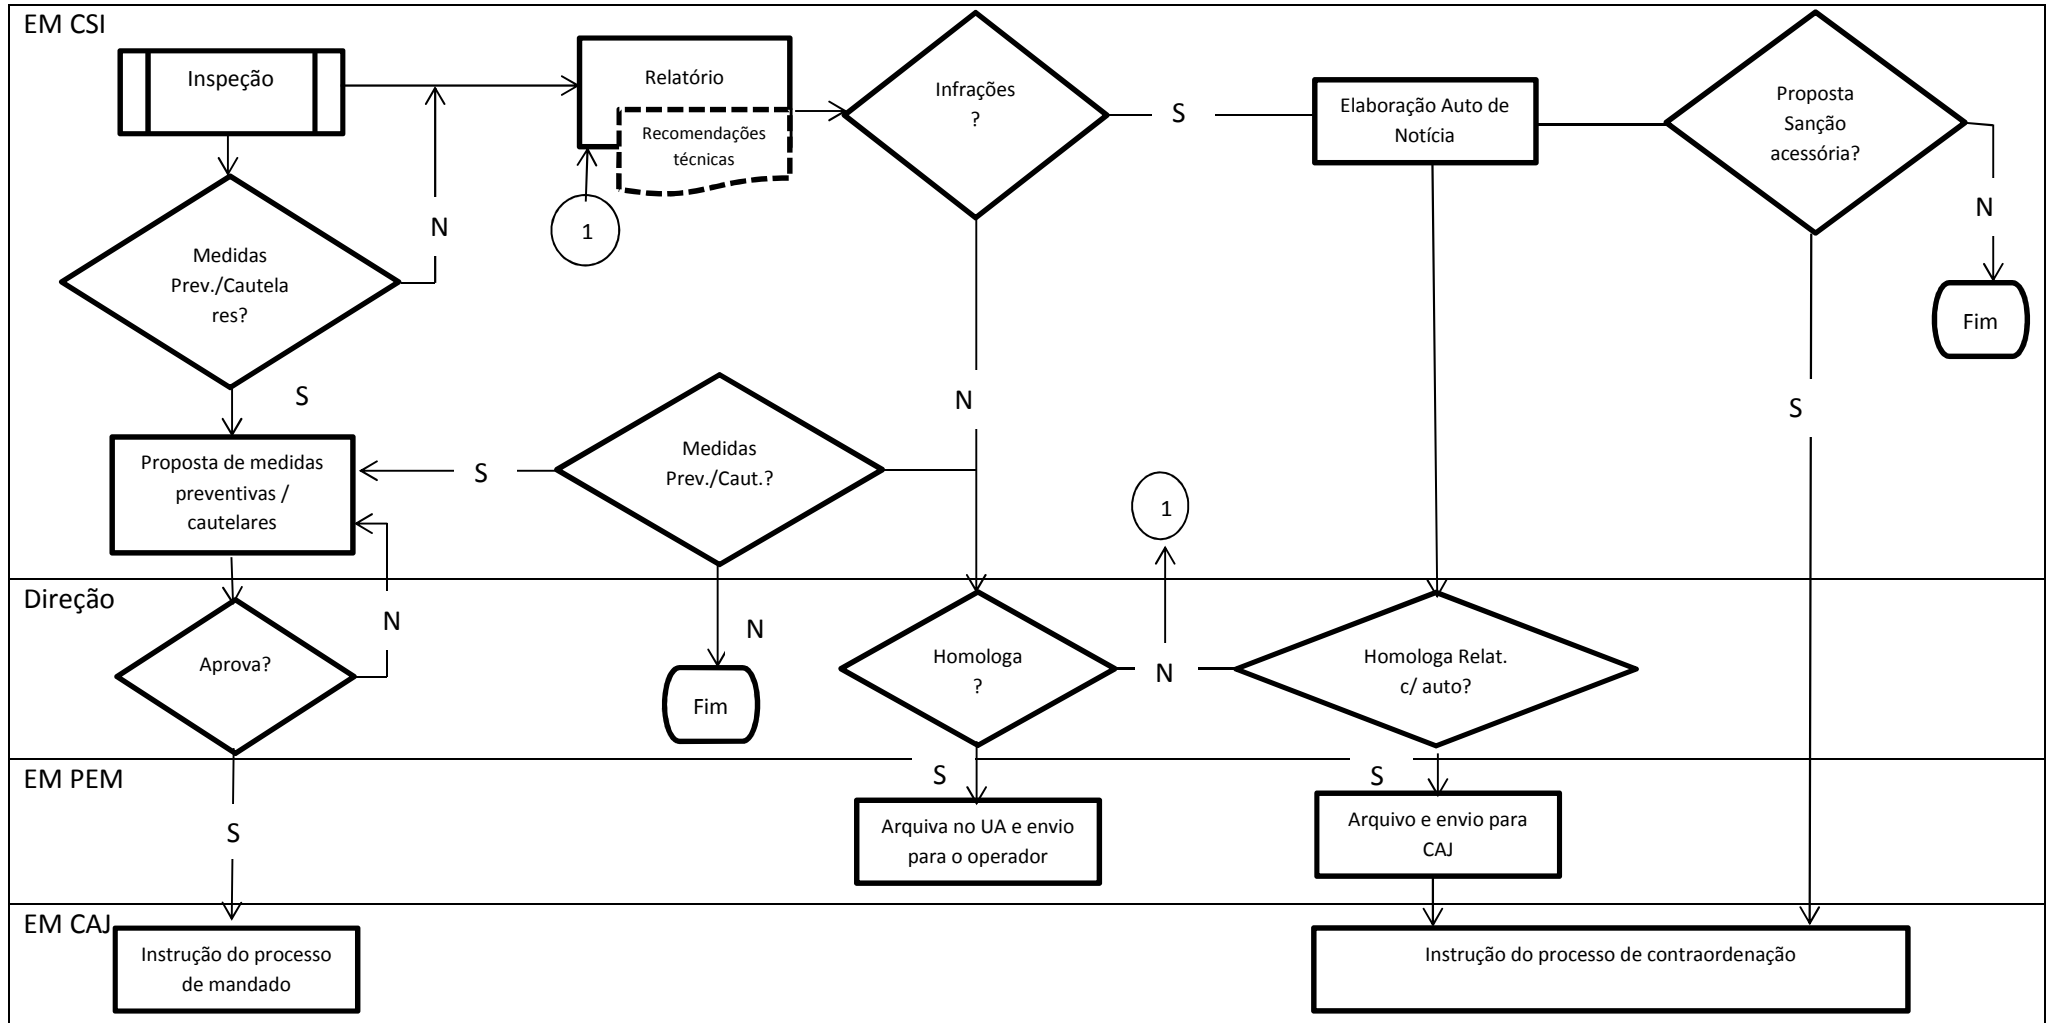 EM CSI
Inspeção
Relatório
Recomendações
técnicas
1
Infrações
?
S
Elaboração Auto de
Notícia
Proposta
Sanção
acessória?
N
Fim
N
Medidas
Prev./Cautela
res?
S
N
S
Proposta de medidas
preventivas /
cautelares
S
Medidas
Prev./Caut.?
1
Direção
N
Aprova?
N
Fim
Homologa
?
N
Homologa Relat.
c/ auto?
EM PEM
S
S
S
Arquiva no UA e envio
para o operador
Arquivo e envio para
CAJ
EM CAJ
Instrução do processo
de mandado
Instrução do processo de contraordenação